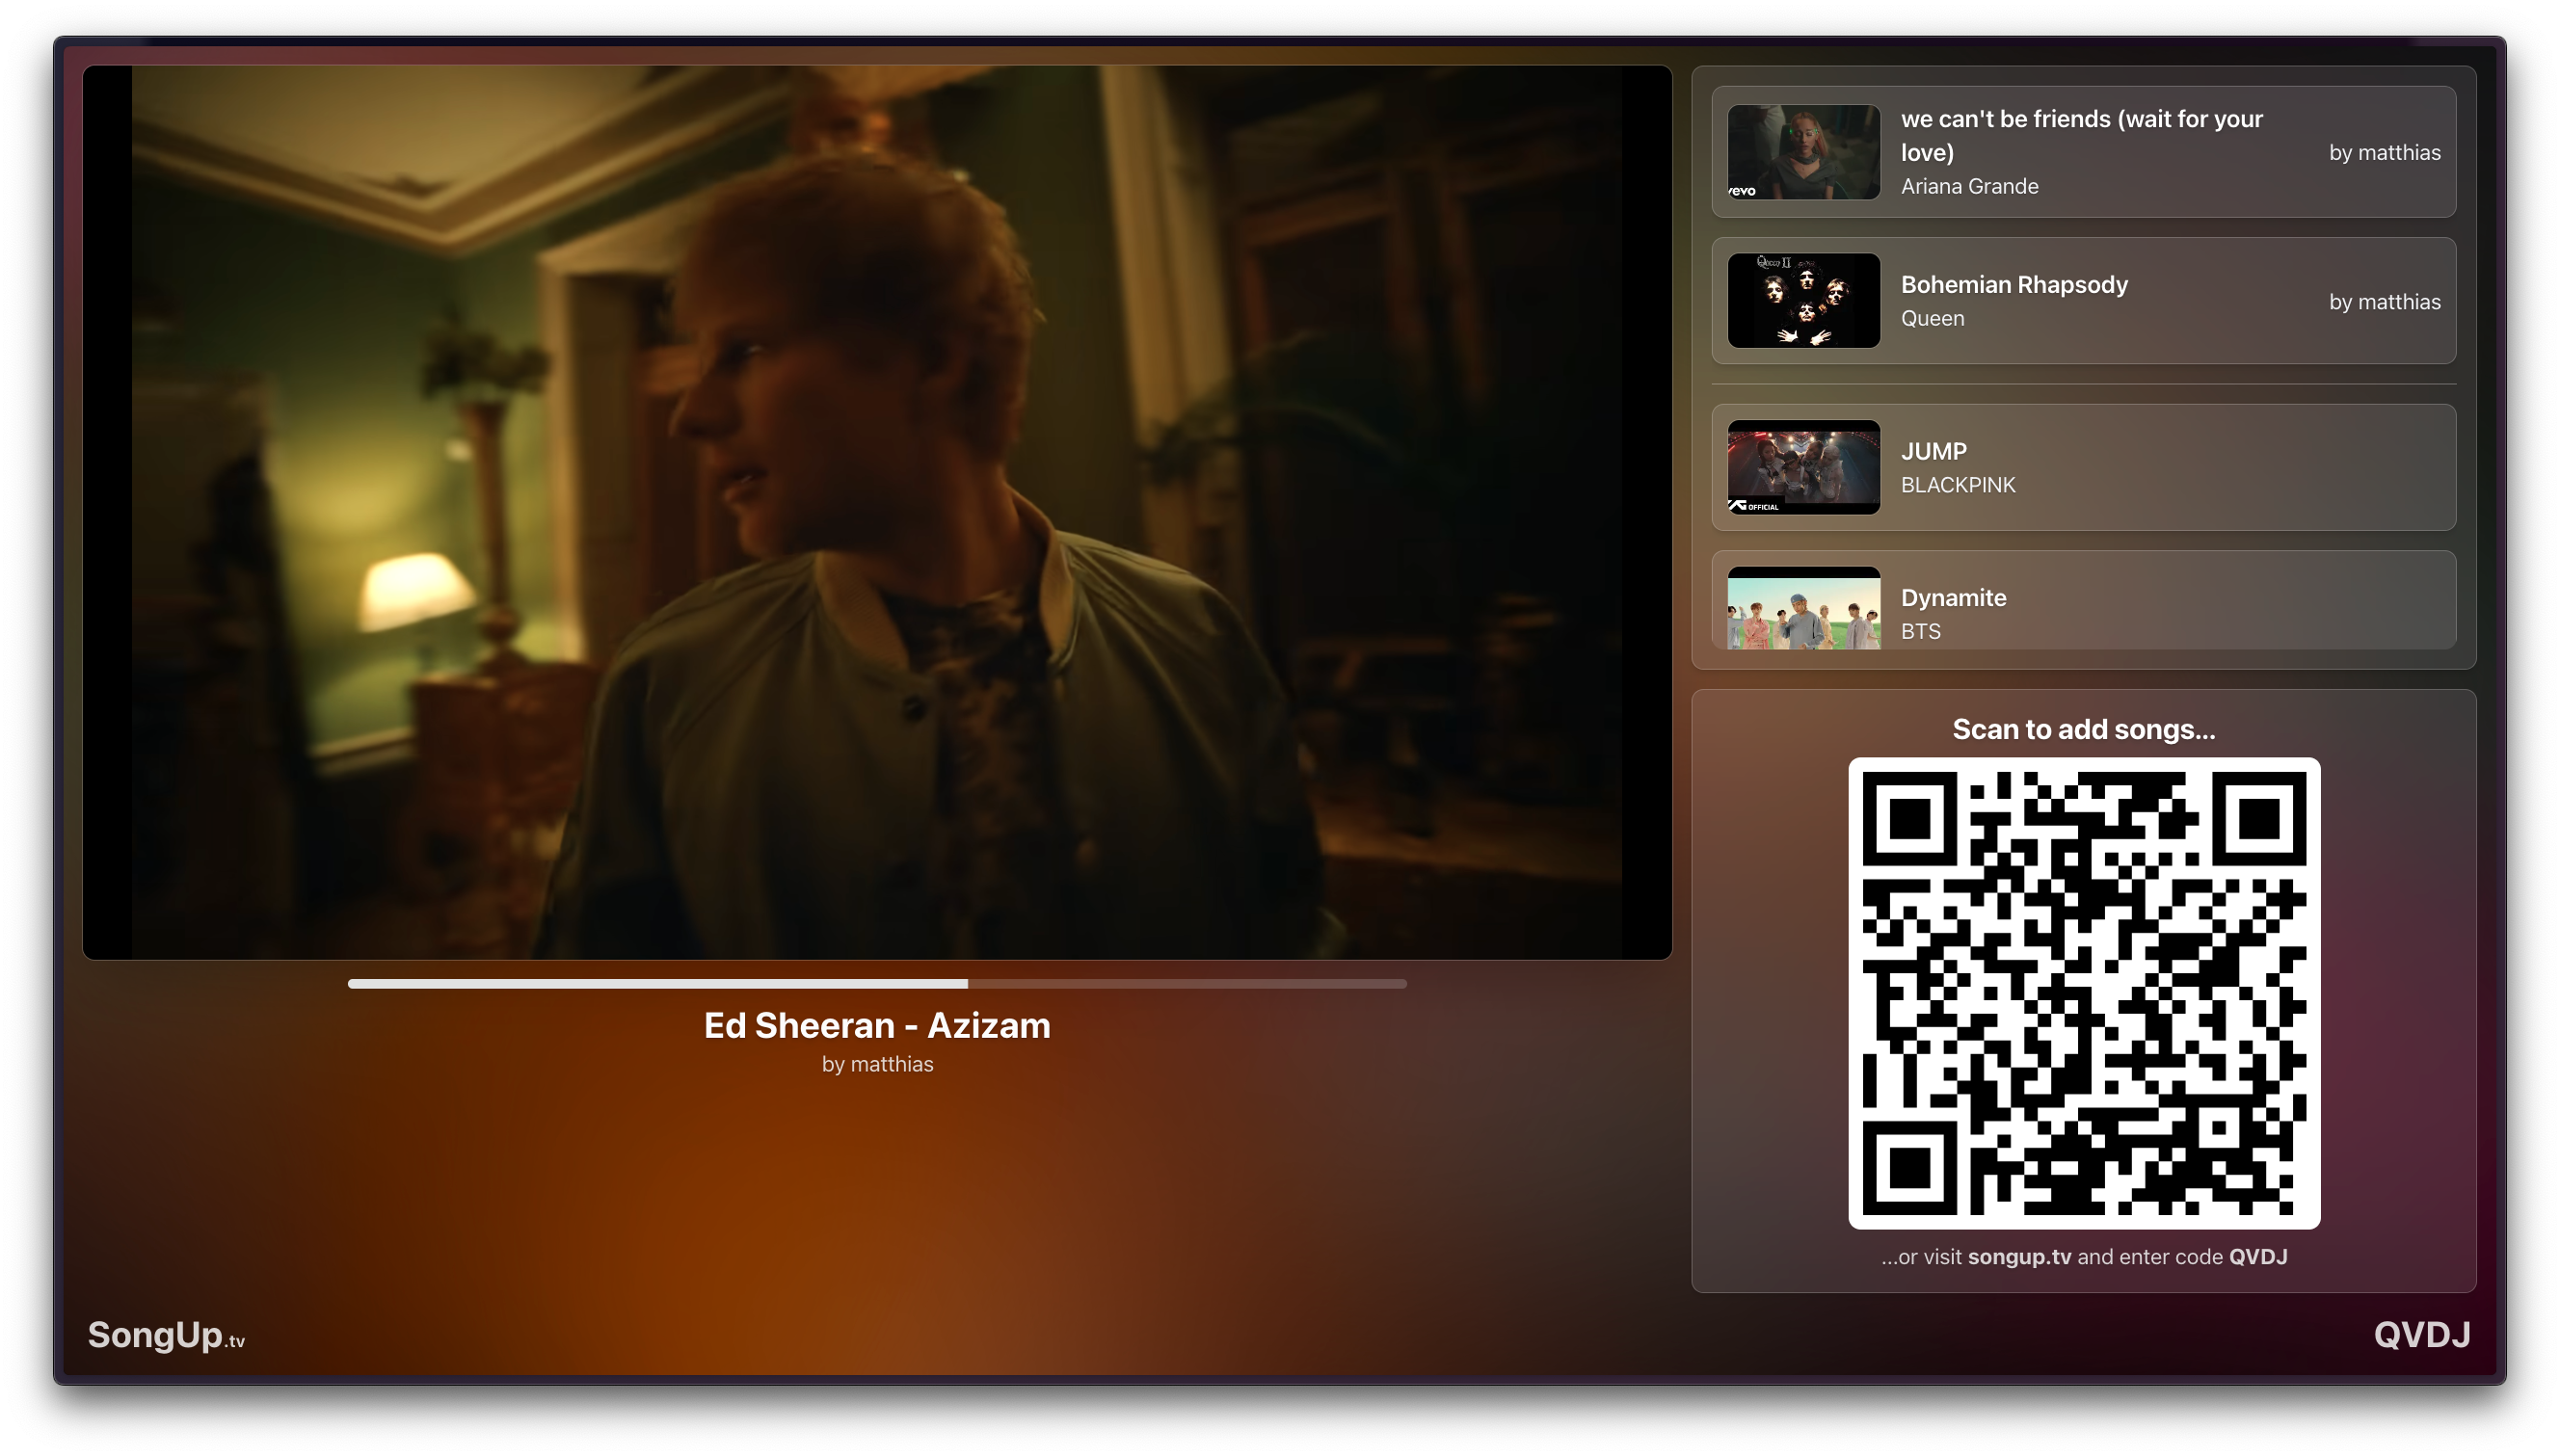 we can't be friends (wait for your
love)
Ariana Grande
by matthias
vevo
Bohemian Rhapsody
Queen
by matthias
Queen II
JUMP
BLACKPINK
YG OFFICIAL
Dynamite
BTS
Scan to add songs...
...or visit songup.tv and enter code QVDJ
Ed Sheeran - Azizam
by matthias
SongUp.tv
QVDJ